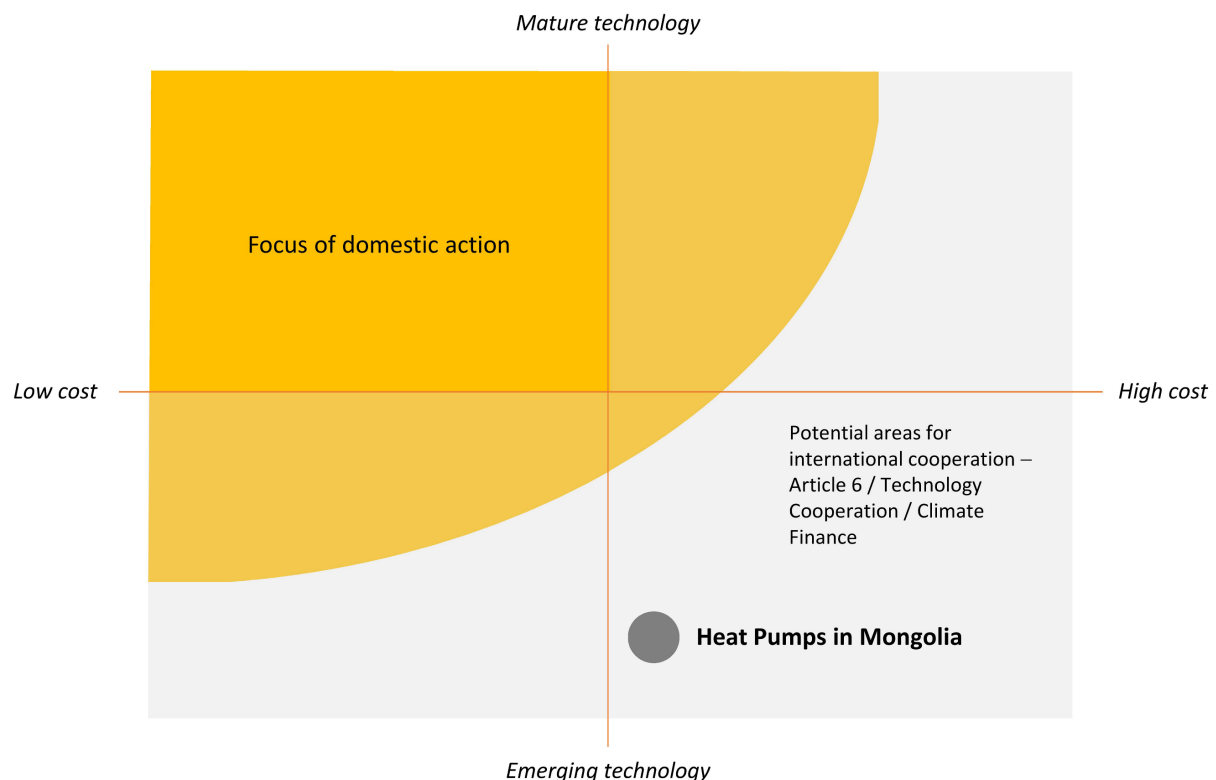 Mature technology
Focus of domestic action
Low cost
High cost
Potential areas for
international cooperation –
Article 6 / Technology
Cooperation / Climate
Finance
Heat Pumps in Mongolia
Emerging technology